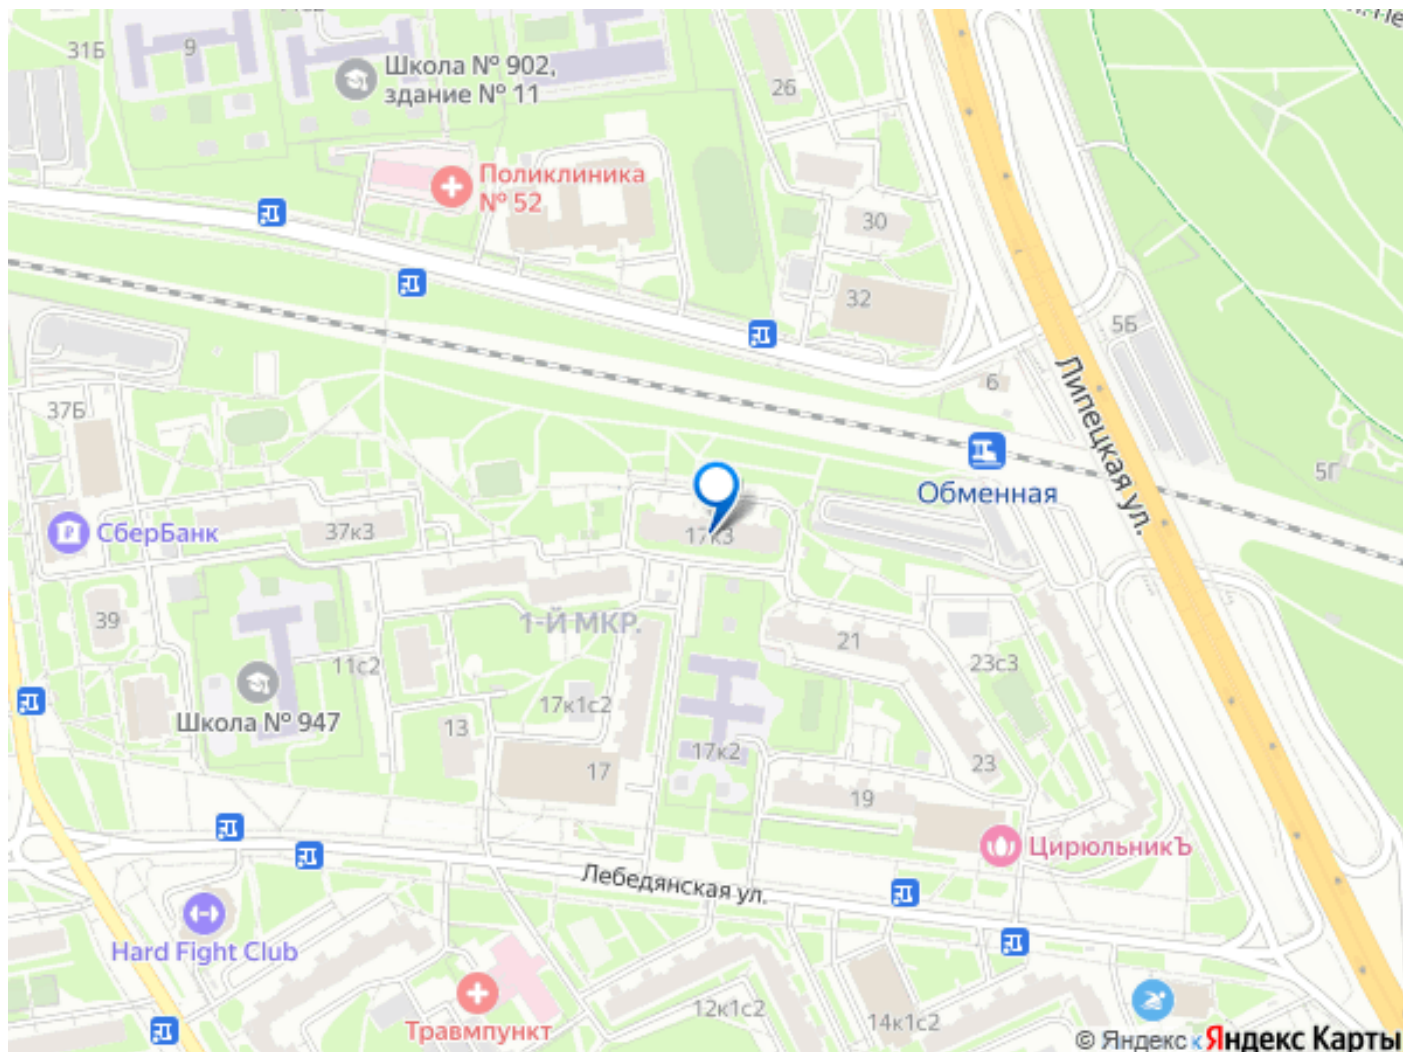 31Б
9
Школа № 902,
здание № 11
26
Поликлиника
№ 52
30
32
5Б
6
Липецкая ул.
37Б
5Г
Обменная
СберБанк
37к3
17к3
39
1-Й МКР.
21
11с2
23с3
Школа № 947
17к1с2
13
17к2
17
23
19
ЦирюльникЪ
Лебедянская ул.
Hard Fight Club
12к1с2
14к1с2
Травмпункт
© Яндекс
Яндекс Карты